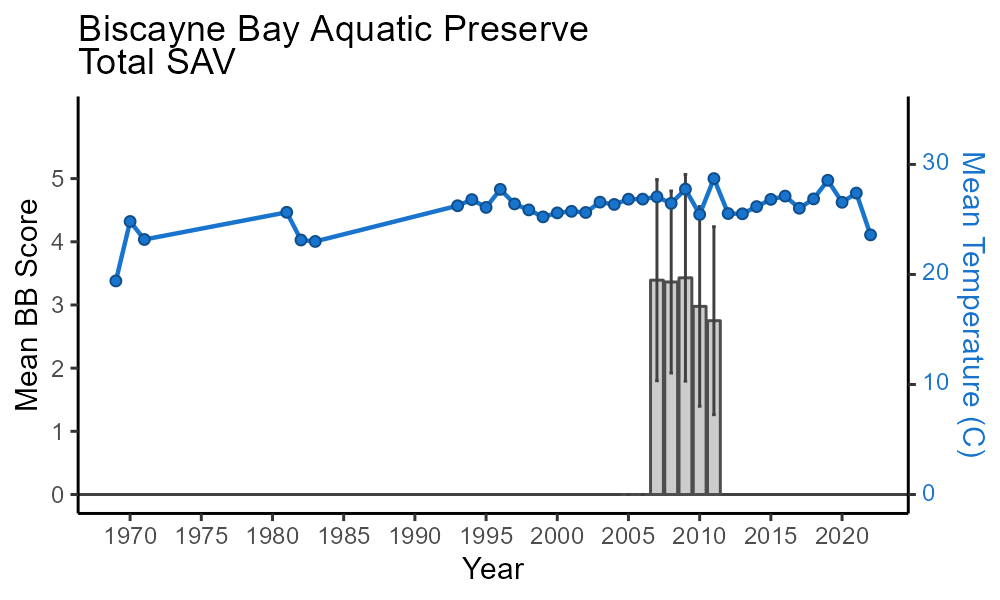 Biscayne Bay Aquatic Preserve
Total SAV
Mean BB Score
5
4
3
2
1
0
30
20
10
0
Mean Temperature (C)
1970 1975 1980 1985 1990 1995 2000 2005 2010 2015 2020
Year